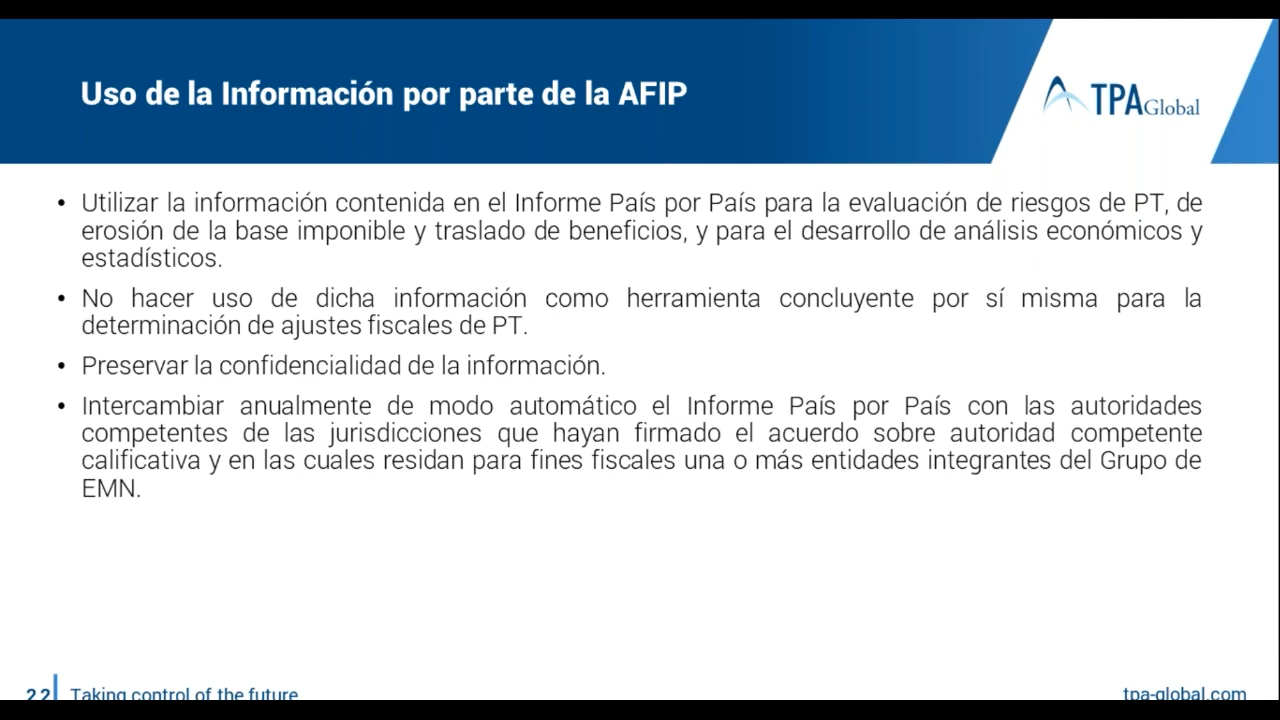 Uso de la Información por parte de la AFIP
TPA Global
• Utilizar la información contenida en el Informe País por País para la evaluación de riesgos de PT, de
erosión de la base imponible y traslado de beneficios, y para el desarrollo de análisis económicos y
estadísticos.
• No hacer uso de dicha información como herramienta concluyente por sí misma para la
determinación de ajustes fiscales de PT.
• Preservar la confidencialidad de la información.
• Intercambiar anualmente de modo automático el Informe País por País con las autoridades
competentes de las jurisdicciones que hayan firmado el acuerdo sobre autoridad competente
calificativa y en las cuales residan para fines fiscales una o más entidades integrantes del Grupo de
EMN.
22 Taking control of the future
tpa-global.com